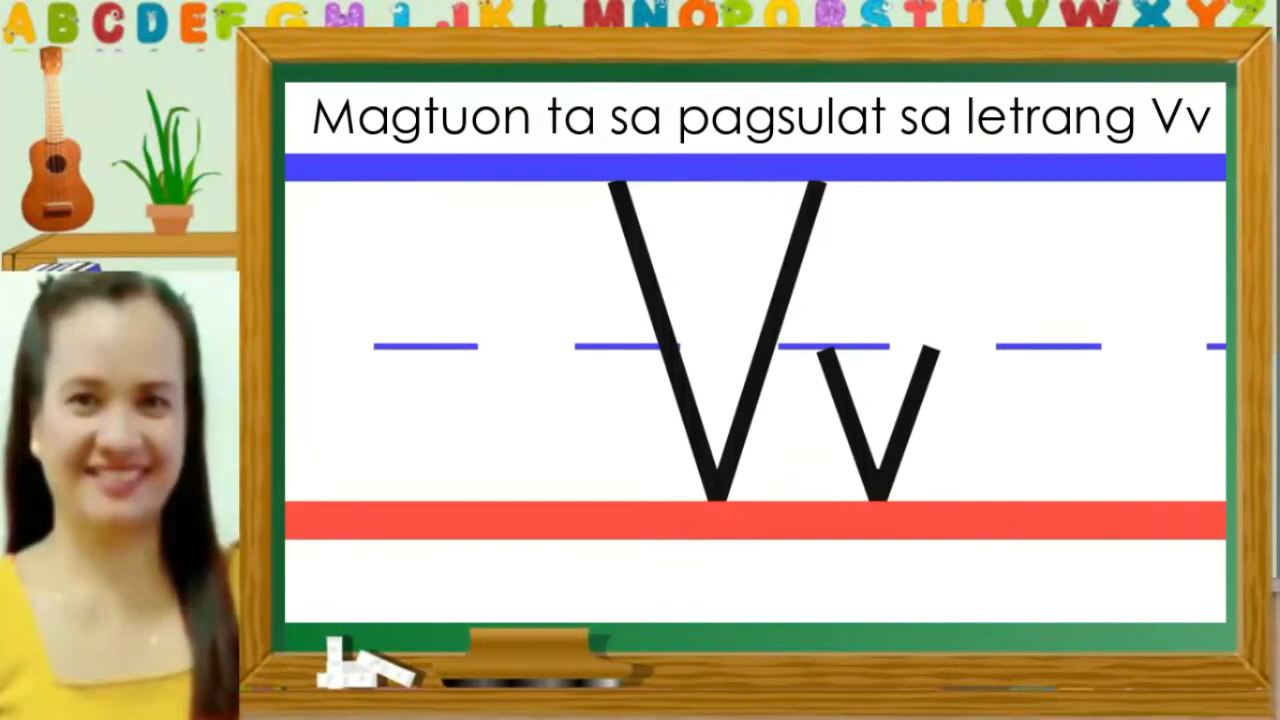 ABCDEFGHIJKLMNOPQRSTUVWXYZ
Magtuon ta sa pagsulat sa letrang Vv
Vv